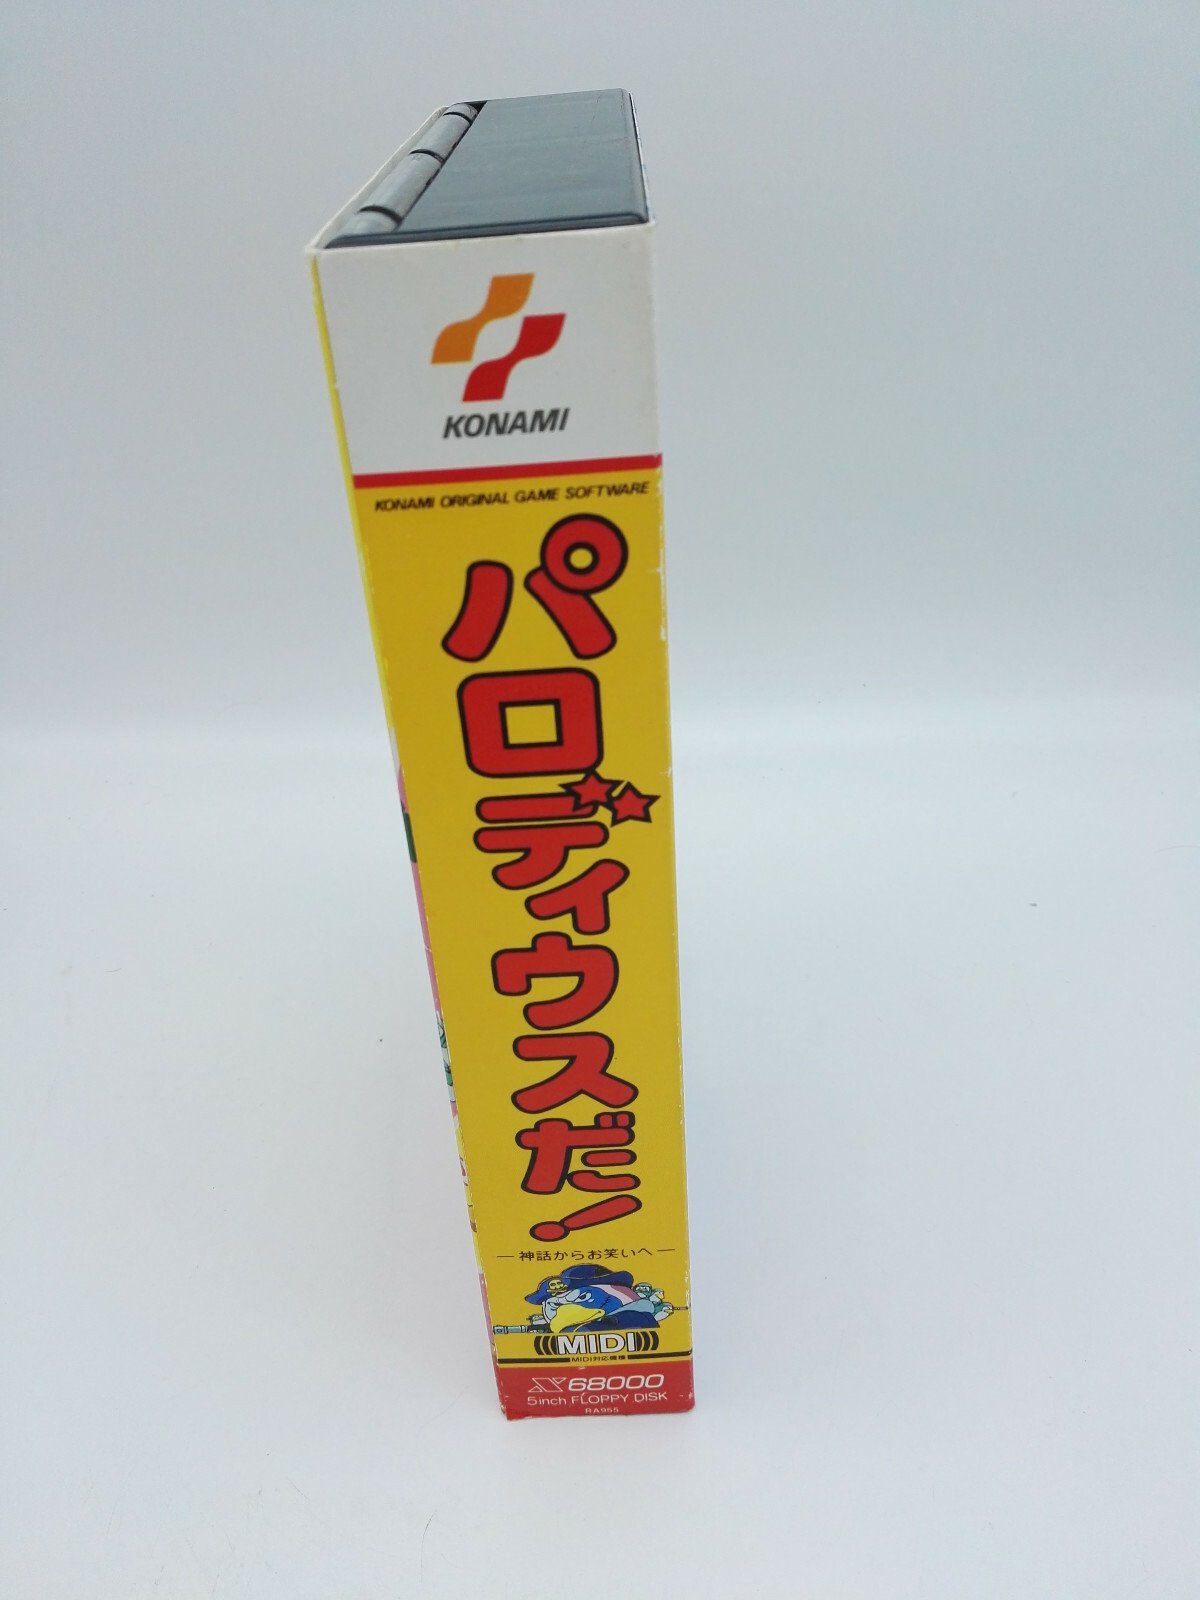 KONAMI
KONAMI ORIGINAL GAME SOFTWARE
パロディウスだ!
―神話からお笑いへ―
MIDI
MIDI対応機種
X68000
5inch FLOPPY DISK
RA955